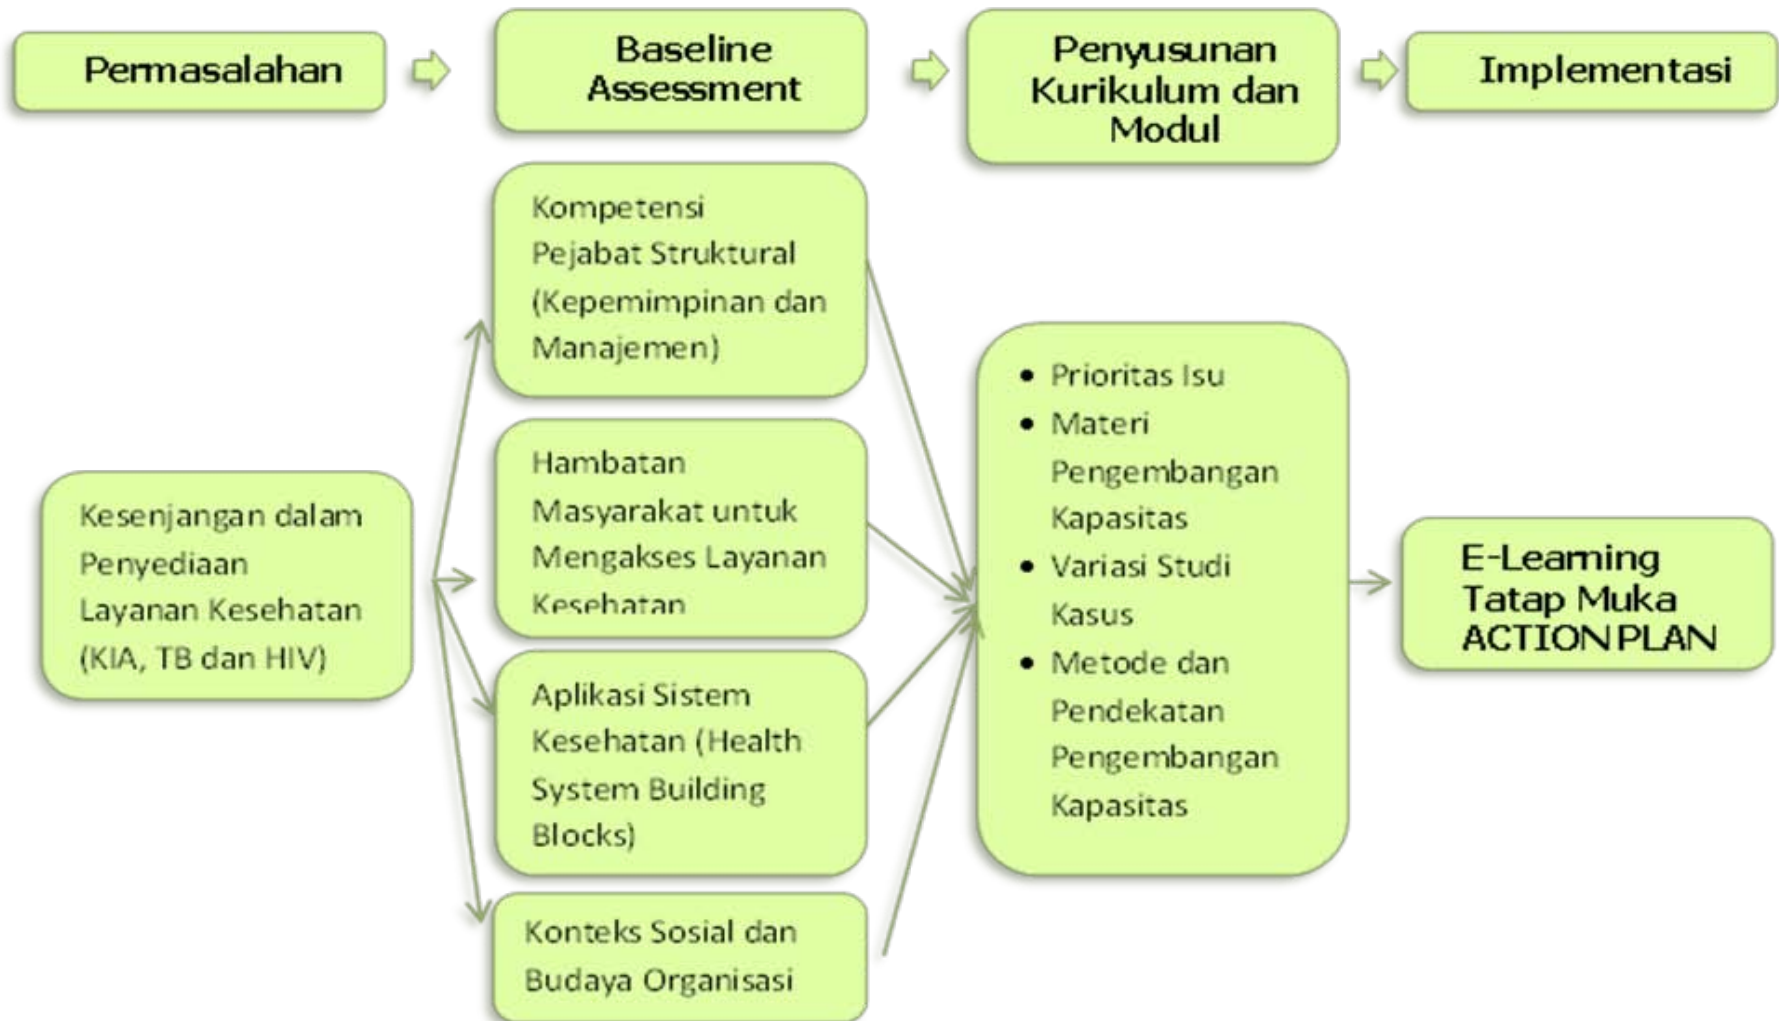 Permasalahan
Baseline
Assessment
Penyusunan
Kurikulum dan
Modul
Implementasi
Kesenjangan dalam
Penyediaan
Layanan Kesehatan
(KIA, TB dan HIV)
Kompetensi
Pejabat Struktural
(Kepemimpinan dan
Manajemen)
Hambatan
Masyarakat untuk
Mengakses Layanan
Kesehatan
Aplikasi Sistem
Kesehatan (Health
System Building
Blocks)
Konteks Sosial dan
Budaya Organisasi
• Prioritas Isu
• Materi
Pengembangan
Kapasitas
• Variasi Studi
Kasus
• Metode dan
Pendekatan
Pengembangan
Kapasitas
E-Learning
Tatap Muka
ACTION PLAN